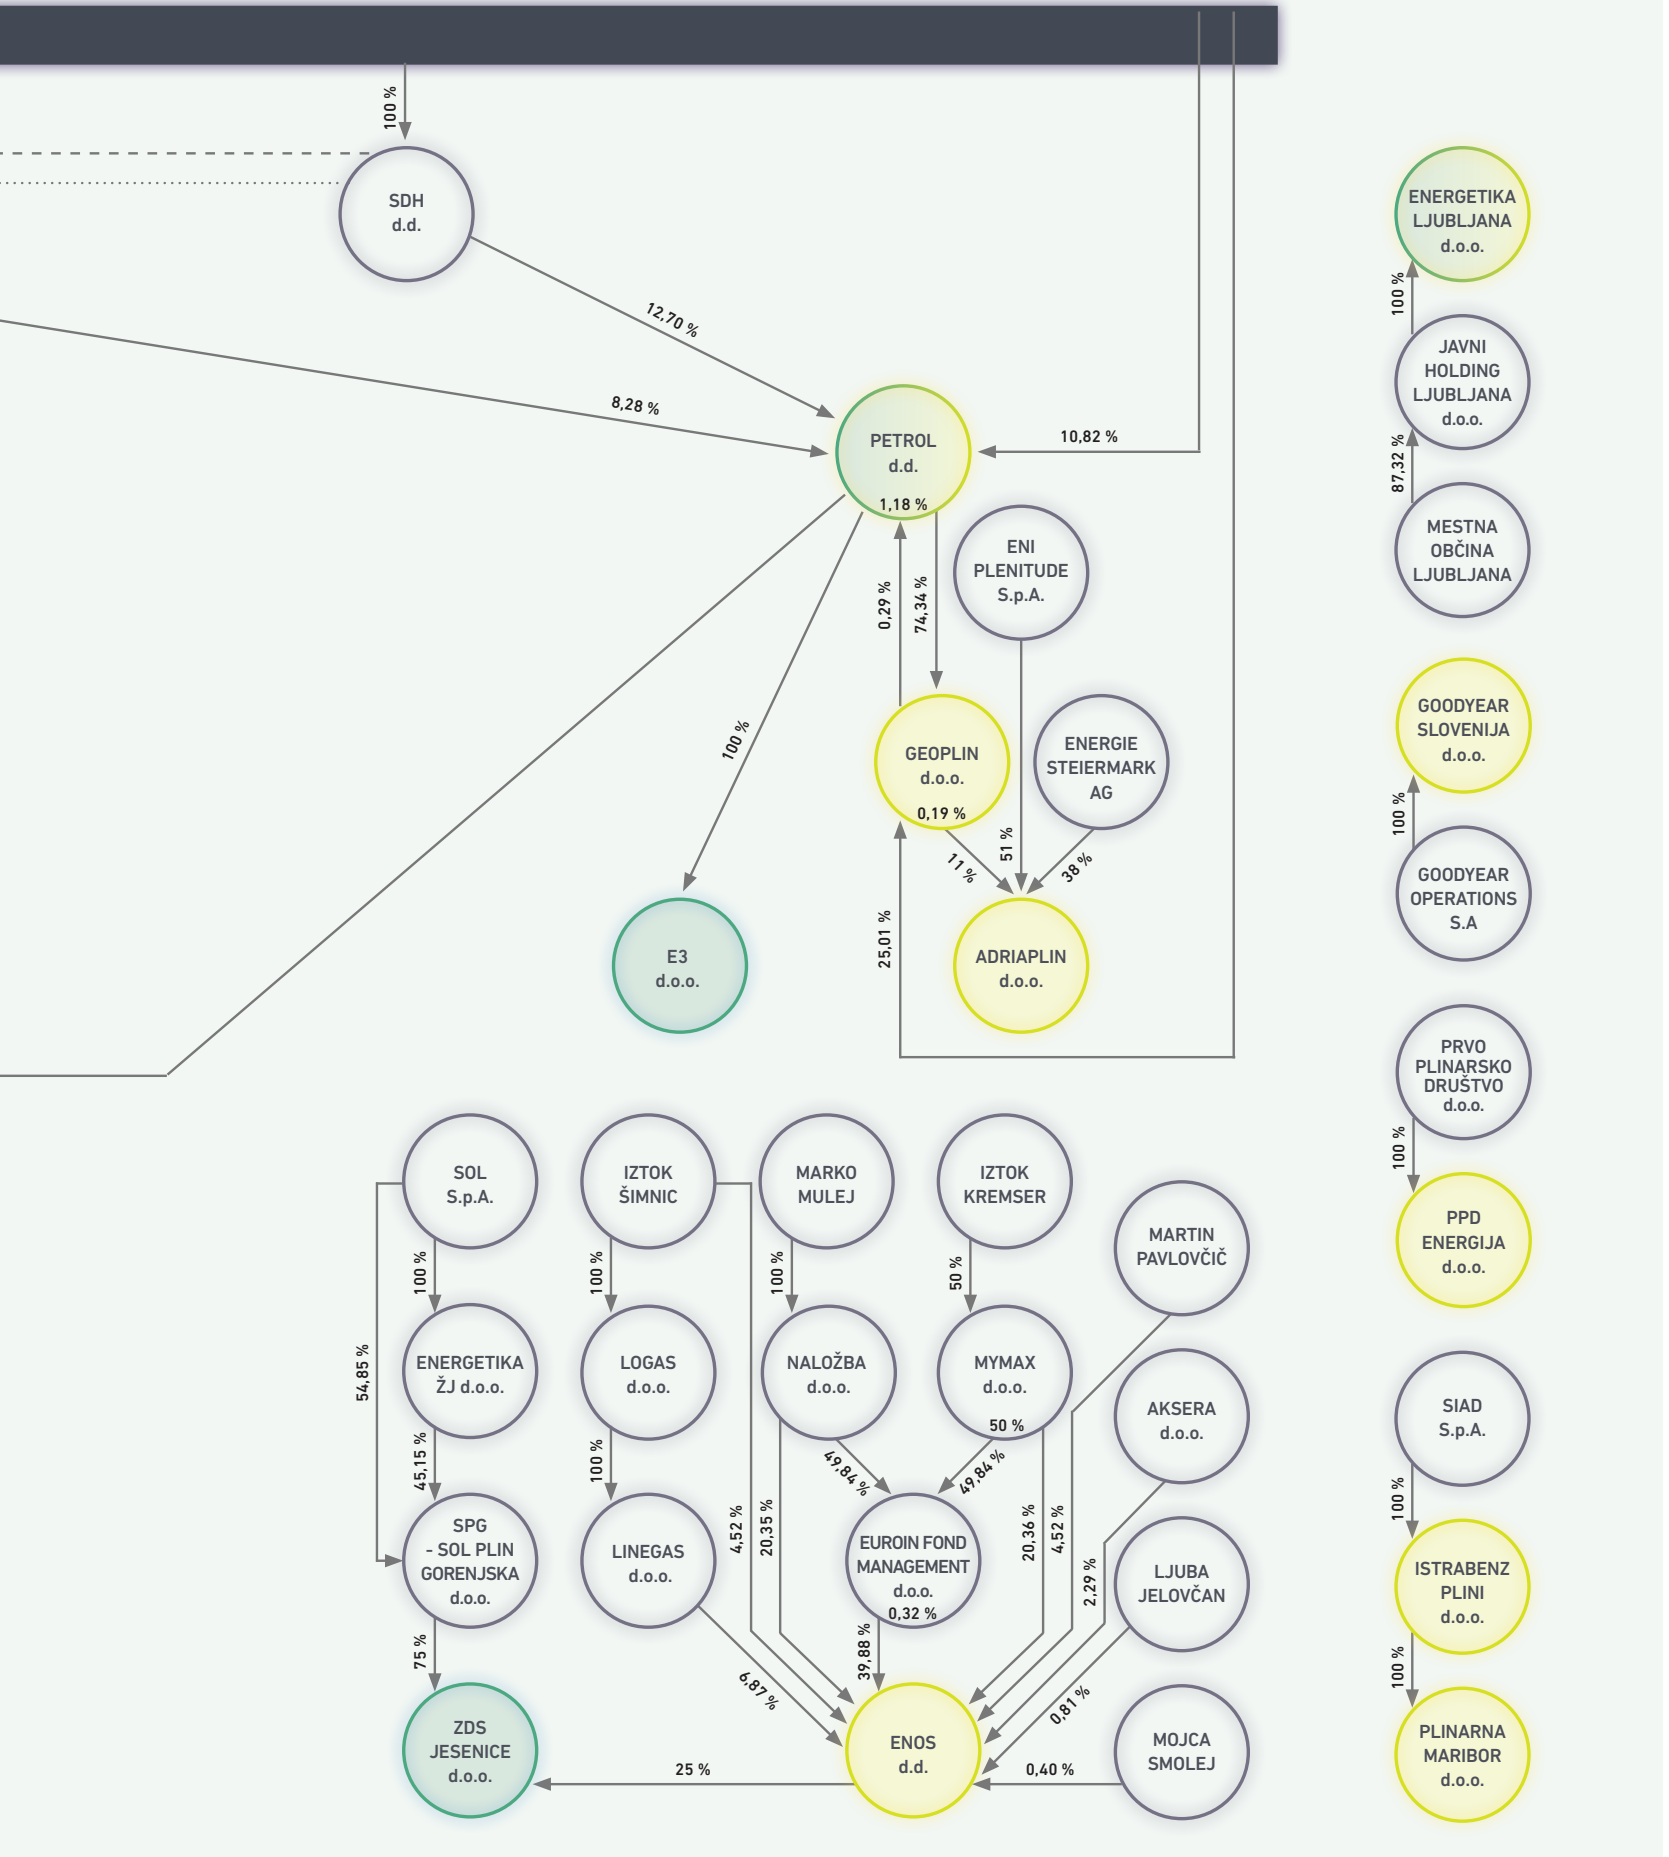 100 %
SDH
d.d.
12,70 %
8,28 %
PETROL
d.d.
1,18 %
10,82 %
ENI
PLENITUDE
S.p.A.
0,29 %
74,34 %
100 %
GEOPLIN
d.o.o.
0,19 %
ENERGIE
STEIERMARK
AG
11 %
51 %
38 %
25,01 %
E3
d.o.o.
ADRIAPLIN
d.o.o.
ENERGETIKA
LJUBLJANA
d.o.o.
100 %
JAVNI
HOLDING
LJUBLJANA
d.o.o.
87,32 %
MESTNA
OBČINA
LJUBLJANA
GOODYEAR
SLOVENIJA
d.o.o.
100 %
GOODYEAR
OPERATIONS
S.A
PRVO
PLINARSKO
DRUŠTVO
d.o.o.
100 %
PPD
ENERGIJA
d.o.o.
SIAD
S.p.A.
100 %
ISTRABENZ
PLINI
d.o.o.
100 %
PLINARNA
MARIBOR
d.o.o.
SOL
S.p.A.
100 %
54,85 %
ENERGETIKA
ŽJ d.o.o.
45,15 %
SPG
- SOL PLIN
GORENJSKA
d.o.o.
75 %
ZDS
JESENICE
d.o.o.
IZTOK
ŠIMNIC
100 %
LOGAS
d.o.o.
100 %
LINEGAS
d.o.o.
6,87 %
4,52 %
MARKO
MULEJ
100 %
NALOŽBA
d.o.o.
20,35 %
49,84 %
IZTOK
KREMSER
50 %
MYMAX
d.o.o.
50 %
49,84 %
20,36 %
EUROIN FOND
MANAGEMENT
d.o.o.
0,32 %
39,88 %
MARTIN
PAVLOVČIČ
4,52 %
AKSERA
d.o.o.
2,29 %
LJUBA
JELOVČAN
0,81 %
MOJCA
SMOLEJ
0,40 %
ENOS
d.d.
25 %